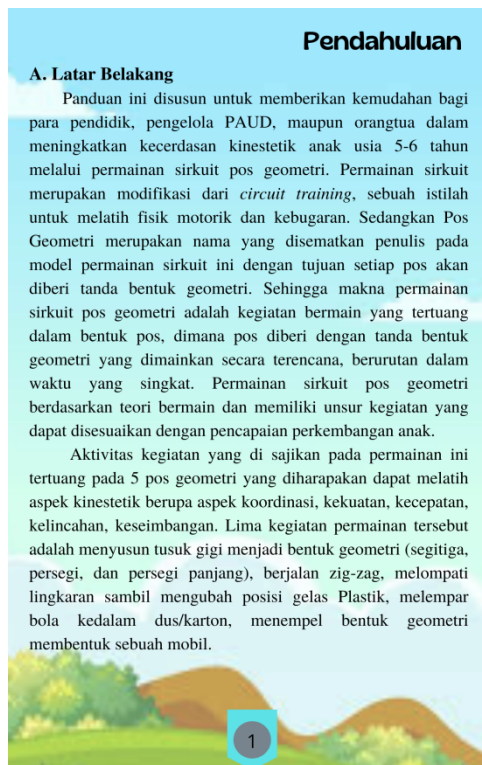 Pendahuluan
A. Latar Belakang
Panduan ini disusun untuk memberikan kemudahan bagi
para pendidik, pengelola PAUD, maupun orangtua dalam
meningkatkan kecerdasan kinestetik anak usia 5-6 tahun
melalui permainan sirkuit pos geometri. Permainan sirkuit
merupakan modifikasi dari circuit training, sebuah istilah
untuk melatih fisik motorik dan kebugaran. Sedangkan Pos
Geometri merupakan nama yang disematkan penulis pada
model permainan sirkuit ini dengan tujuan setiap pos akan
diberi tanda bentuk geometri. Sehingga makna permainan
sirkuit pos geometri adalah kegiatan bermain yang tertuang
dalam bentuk pos, dimana pos diberi dengan tanda bentuk
geometri yang dimainkan secara terencana, berurutan dalam
waktu yang singkat. Permainan sirkuit pos geometri
berdasarkan teori bermain dan memiliki unsur kegiatan yang
dapat disesuaikan dengan pencapaian perkembangan anak.
Aktivitas kegiatan yang di sajikan pada permainan ini
tertuang pada 5 pos geometri yang diharapakan dapat melatih
aspek kinestetik berupa aspek koordinasi, kekuatan, kecepatan,
kelincahan, keseimbangan. Lima kegiatan permainan tersebut
adalah menyusun tusuk gigi menjadi bentuk geometri (segitiga,
persegi, dan persegi panjang), berjalan zig-zag, melompati
lingkaran sambil mengubah posisi gelas Plastik, melempar
bola kedalam dus/karton, menempel bentuk geometri
membentuk sebuah mobil.
1